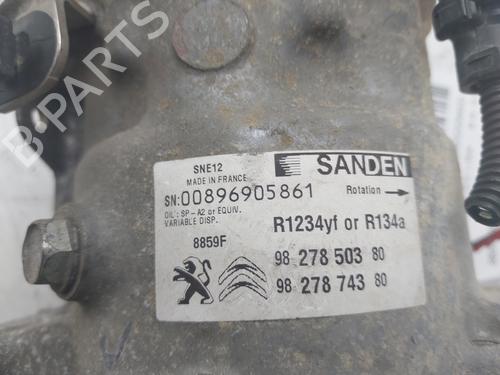 SNE12
MADE IN FRANCE
SANDEN
SN:00896905861
Rotation
OIL: SP-A2 or EQUIV.
VARIABLE DISP.
R1234yf or R134a
8859F
98 278 503 80
98 278 743 80